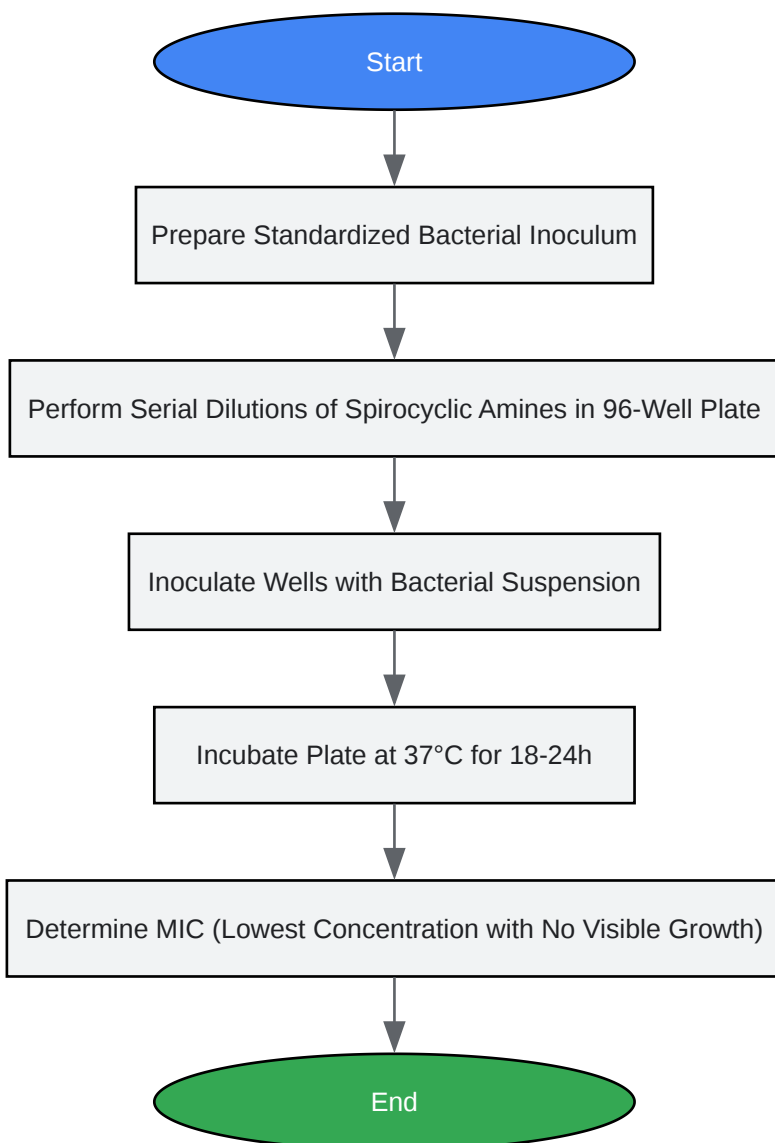 Start
Prepare Standardized Bacterial Inoculum
Perform Serial Dilutions of Spirocyclic Amines in 96-Well Plate
Inoculate Wells with Bacterial Suspension
Incubate Plate at 37°C for 18-24h
Determine MIC (Lowest Concentration with No Visible Growth)
End